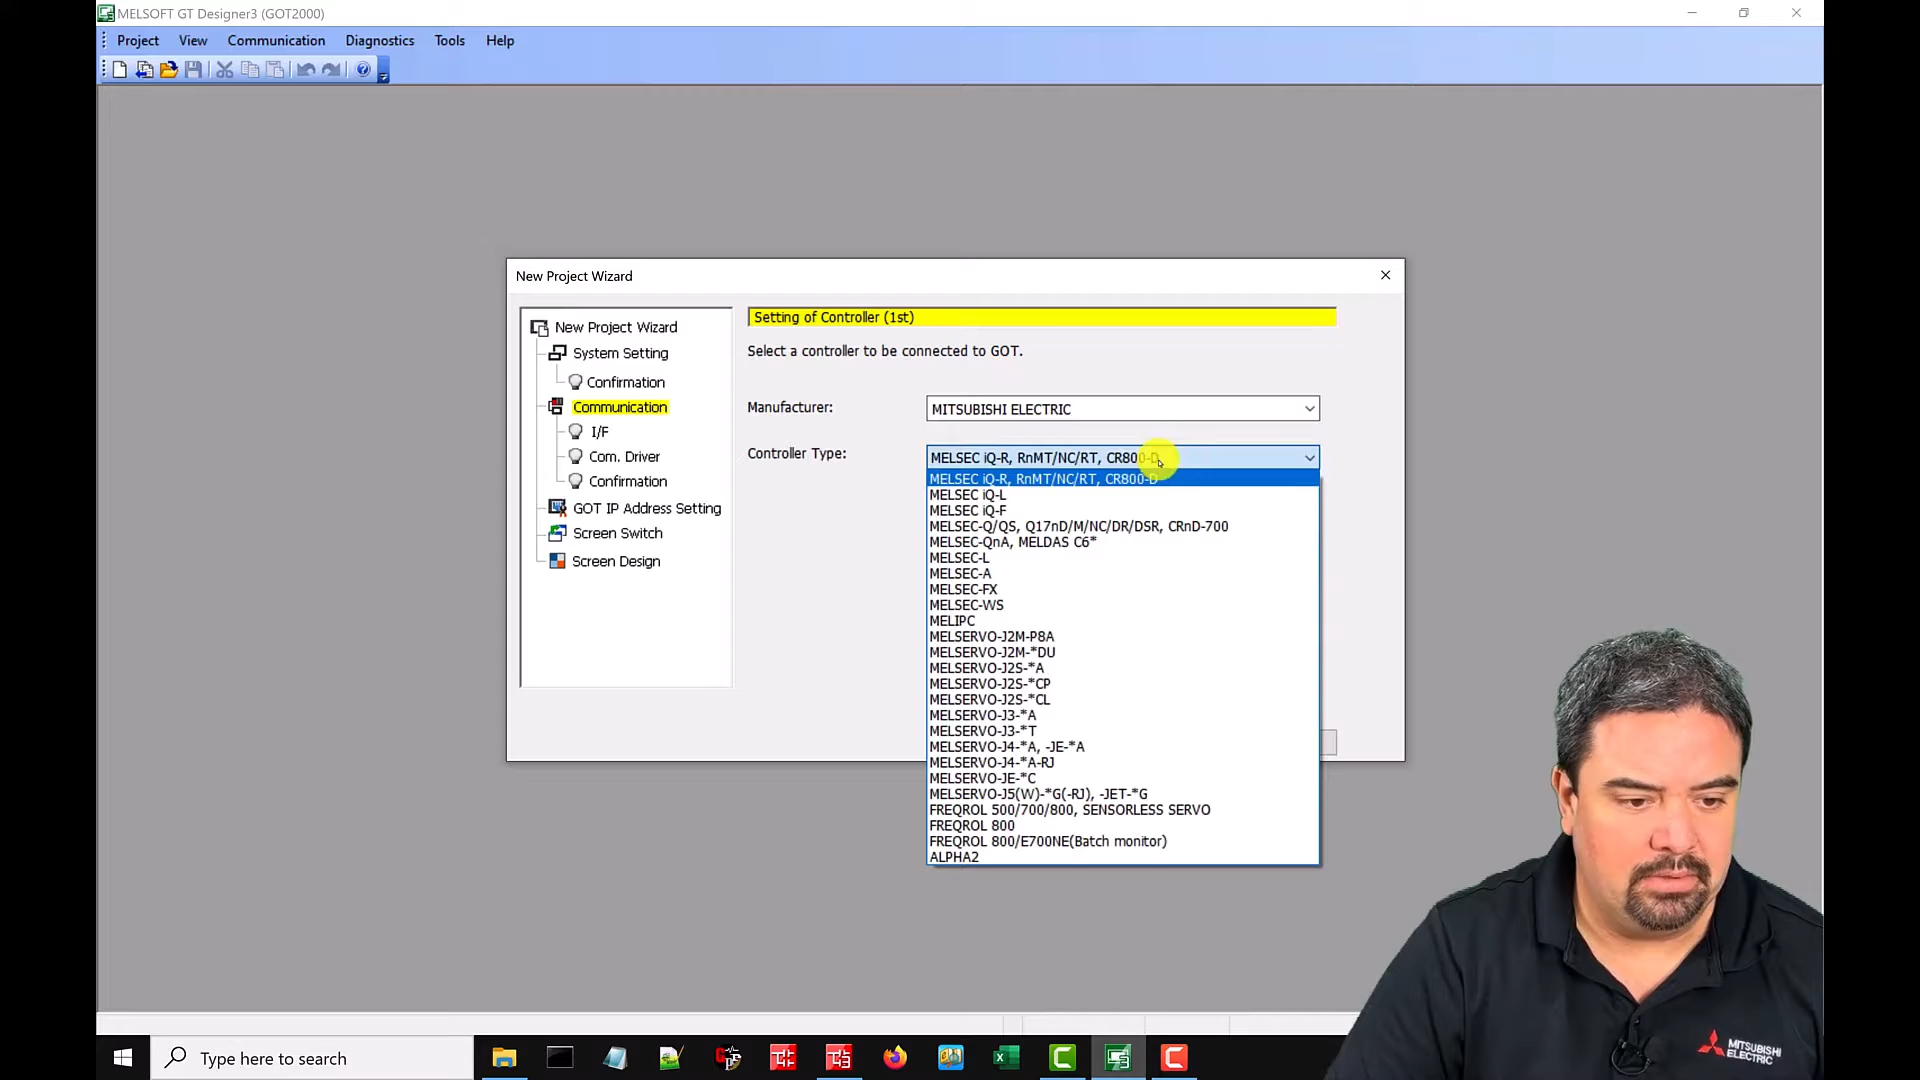 MELSOFT GT Designer3 (GOT2000)
Project View Communication Diagnostics Tools Help
New Project Wizard
New Project Wizard
System Setting
Confirmation
Communication
I/F
Com. Driver
Confirmation
GOT IP Address Setting
Screen Switch
Screen Design
Setting of Controller (1st)
Select a controller to be connected to GOT.
Manufacturer: MITSUBISHI ELECTRIC
Controller Type: MELSEC iQ-R, RnMT/NC/RT, CR800-D
MELSEC iQ-R, RnMT/NC/RT, CR800-D
MELSEC iQ-L
MELSEC iQ-F
MELSEC-Q/QS, Q17nD/M/NC/DR/DSR, CRnD-700
MELSEC-QnA, MELDAS C6*
MELSEC-L
MELSEC-A
MELSEC-FX
MELSEC-WS
MELIPC
MELSERVO-J2M-P8A
MELSERVO-J2M-*DU
MELSERVO-J2S-*A
MELSERVO-J2S-*CP
MELSERVO-J2S-*CL
MELSERVO-J3-*A
MELSERVO-J3-*T
MELSERVO-J4-*A, -JE-*A
MELSERVO-J4-*A-RJ
MELSERVO-JE-*C
MELSERVO-J5(W)-*G(-RJ), -JET-*G
FREQROL 500/700/800, SENSORLESS SERVO
FREQROL 800
FREQROL 800/E700NE(Batch monitor)
ALPHA2
MITSUBISHI
ELECTRIC
Type here to search